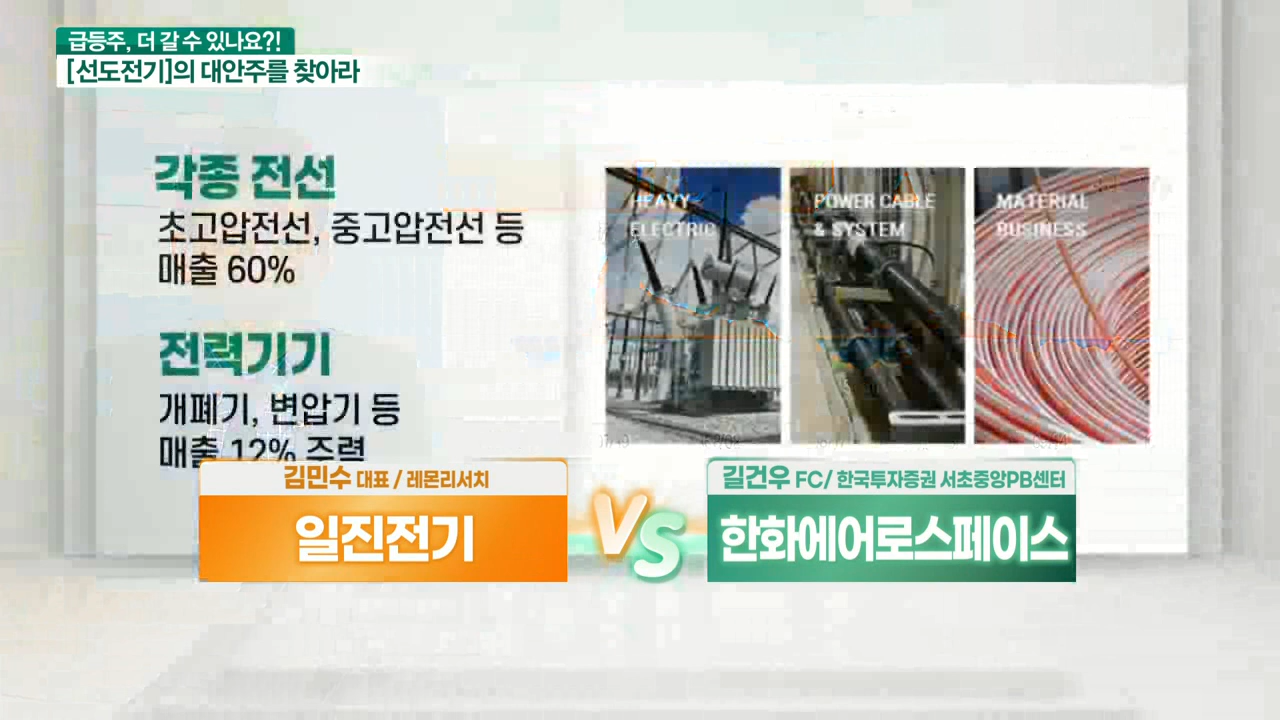 급등주, 더 갈 수 있나요?!
[선도전기]의 대안주를 찾아라
각종 전선
초고압전선, 중고압전선 등
매출 60%
전력기기
개폐기, 변압기 등
매출 12% 주력
HEAVY
ELECTRIC
POWER CABLE
& SYSTEM
MATERIAL
BUSINESS
김민수 대표 / 레몬리서치
일진전기
VS
길건우 FC/ 한국투자증권 서초중앙PB센터
한화에어로스페이스